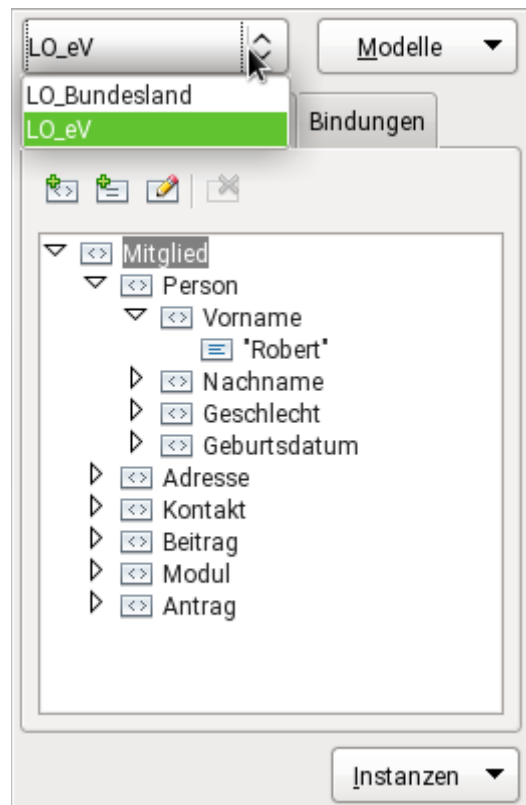 LO_eV
Modelle
LO_Bundesland
LO_eV
Bindungen
Mitglied
Person
Vorname
"Robert"
Nachname
Geschlecht
Geburtsdatum
Adresse
Kontakt
Beitrag
Modul
Antrag
Instanzen